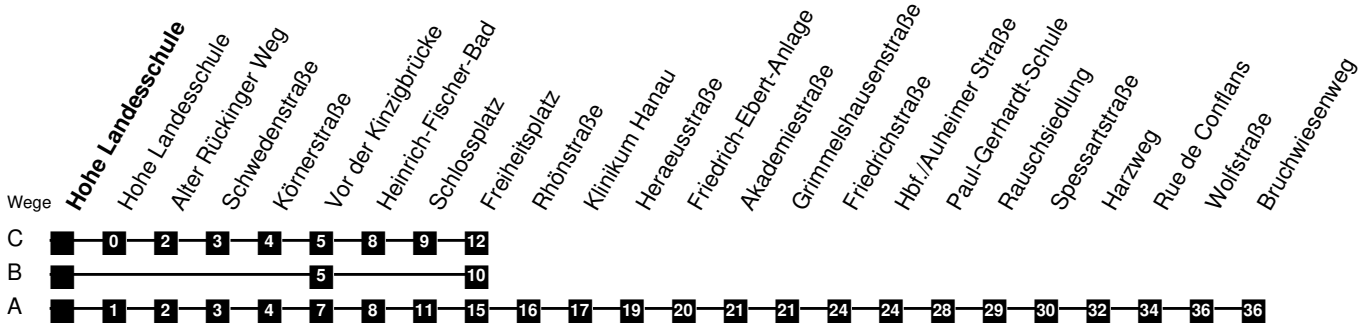 Hohe Landesschule
Hohe Landesschule
Alter Rückinger Weg
Schwedenstraße
Körnerstraße
Vor der Kinzigbrücke
Heinrich-Fischer-Bad
Schlossplatz
Freiheitsplatz
Rhönstraße
Klinikum Hanau
Heraeusstraße
Friedrich-Ebert-Anlage
Akademiestraße
Grimmelshausenstraße
Friedrichstraße
Hbf./Auheimer Straße
Paul-Gerhardt-Schule
Rauschsiedlung
Spessartstraße
Harzweg
Rue de Conflans
Wolfstraße
Bruchwiesenweg
Wege
C 0 2 3 4 5 8 9 12
B 5 10
A 1 2 3 4 7 8 11 15 16 17 19 20 21 21 24 24 28 29 30 32 34 36 36